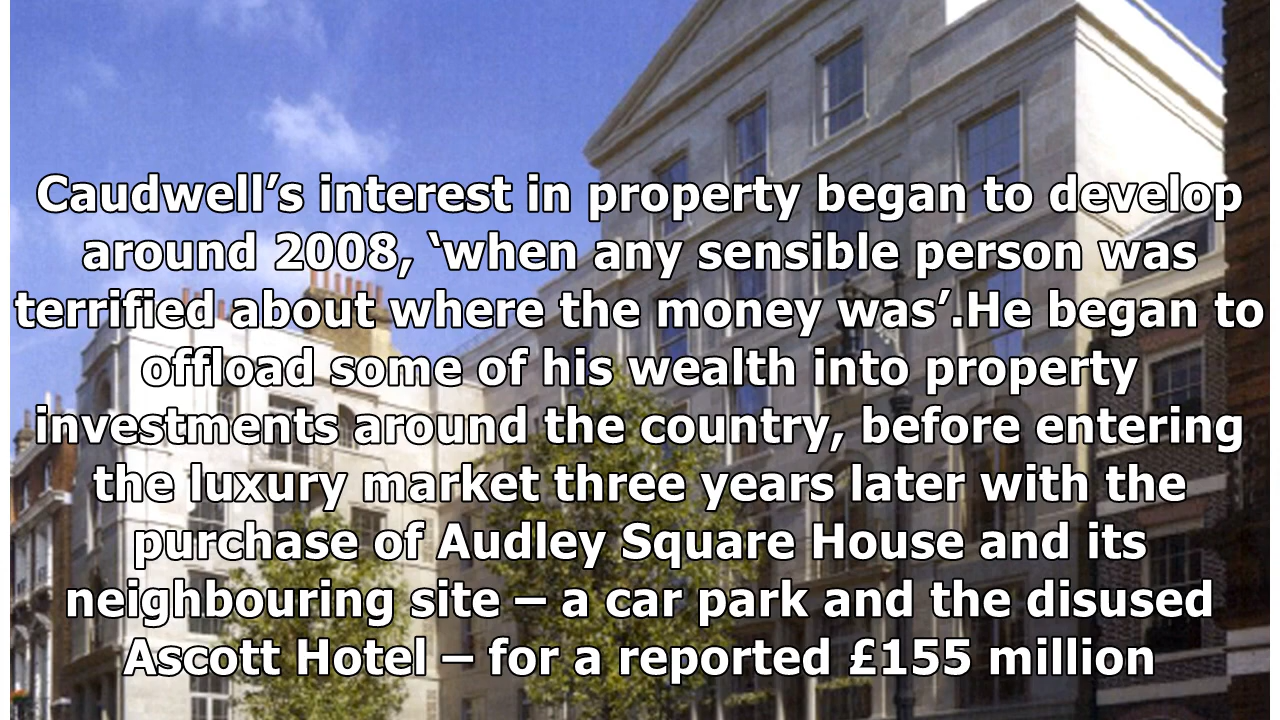 Caudwell’s interest in property began to develop
around 2008, ‘when any sensible person was
terrified about where the money was’.He began to
offload some of his wealth into property
investments around the country, before entering
the luxury market three years later with the
purchase of Audley Square House and its
neighbouring site – a car park and the disused
Ascott Hotel – for a reported £155 million